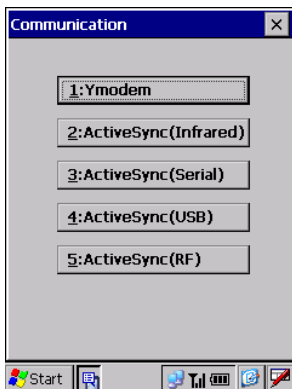 Communication
1:Ymodem
2:ActiveSync(Infrared)
3:ActiveSync(Serial)
4:ActiveSync(USB)
5:ActiveSync(RF)
Start